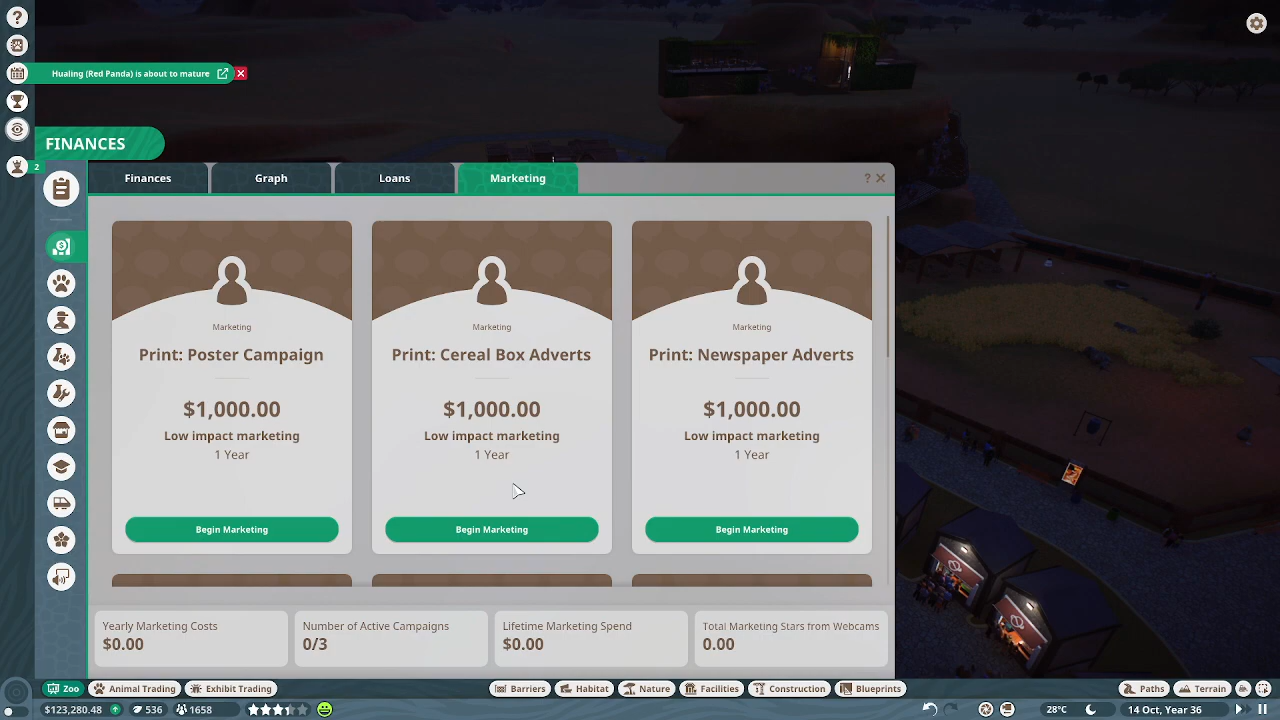 Hualing (Red Panda) is about to mature
FINANCES
2
Finances
Graph
Loans
Marketing
? ×
Marketing
Print: Poster Campaign
$1,000.00
Low impact marketing
1 Year
Begin Marketing
Marketing
Print: Cereal Box Adverts
$1,000.00
Low impact marketing
1 Year
Begin Marketing
Marketing
Print: Newspaper Adverts
$1,000.00
Low impact marketing
1 Year
Begin Marketing
Yearly Marketing Costs
$0.00
Number of Active Campaigns
0/3
Lifetime Marketing Spend
$0.00
Total Marketing Stars from Webcams
0.00
Zoo
Animal Trading
Exhibit Trading
Barriers
Habitat
Nature
Facilities
Construction
Blueprints
Paths
Terrain
$123,280.48
536
1658
28°C
14 Oct, Year 36